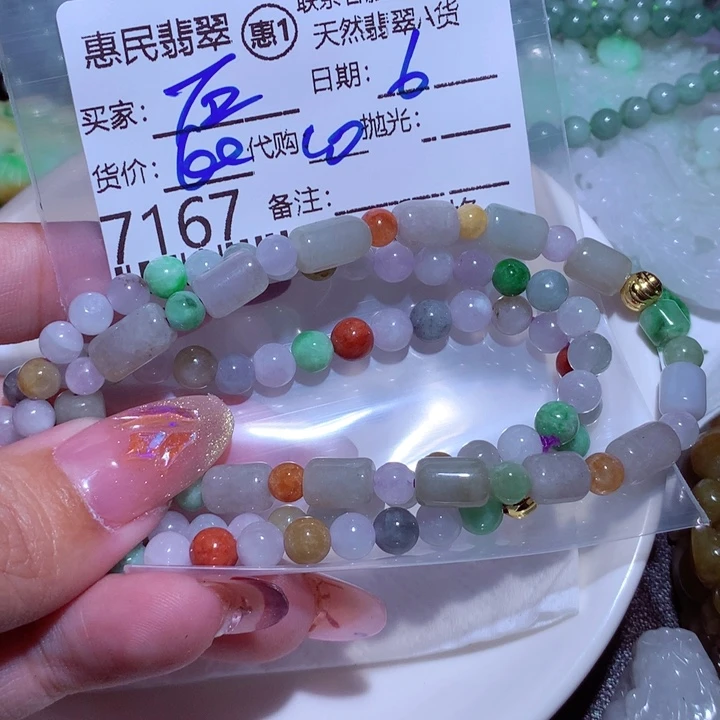 惠民翡翠 惠1 天然翡翠A货
买家: 日期: 6
货价: 60 代购 抛光:
7167 备注: